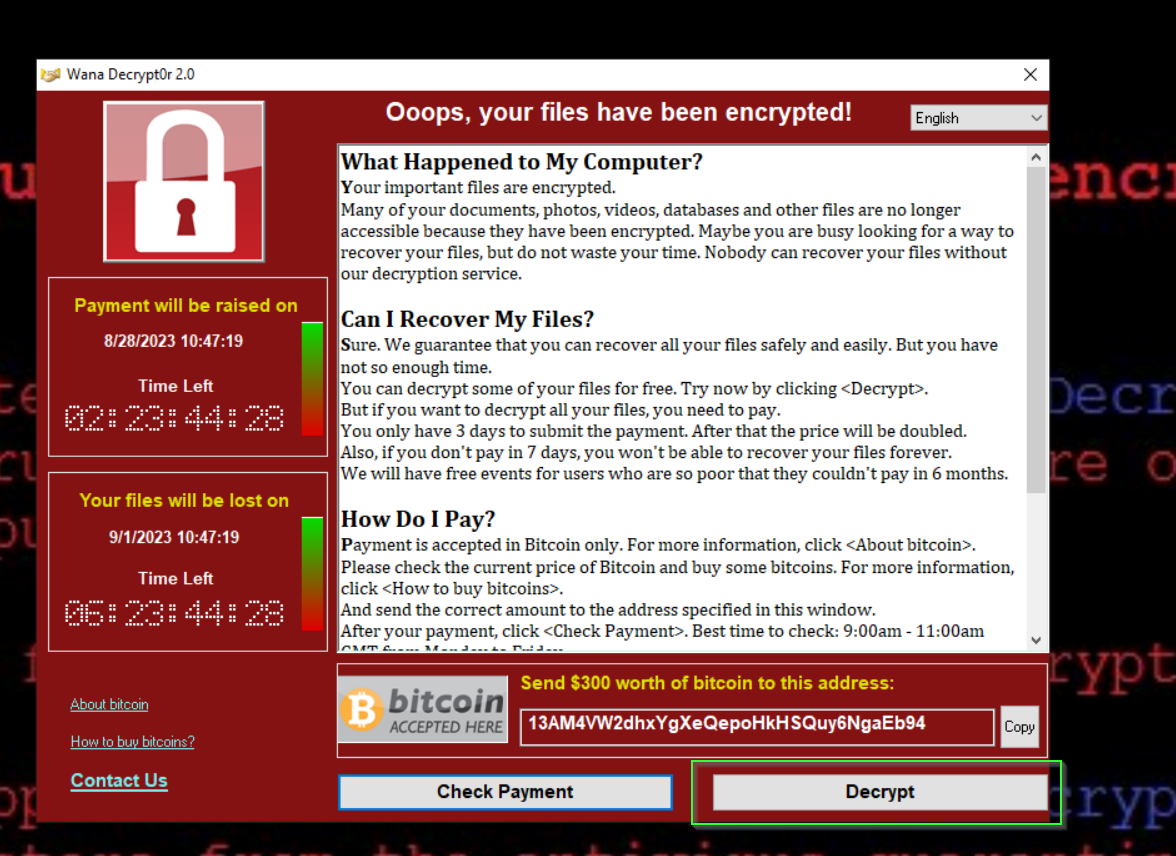 Wana Decrypt0r 2.0
Ooops, your files have been encrypted!
English
What Happened to My Computer?
Your important files are encrypted.
Many of your documents, photos, videos, databases and other files are no longer
accessible because they have been encrypted. Maybe you are busy looking for a way to
recover your files, but do not waste your time. Nobody can recover your files without
our decryption service.
Can I Recover My Files?
Sure. We guarantee that you can recover all your files safely and easily. But you have
not so enough time.
You can decrypt some of your files for free. Try now by clicking <Decrypt>.
But if you want to decrypt all your files, you need to pay.
You only have 3 days to submit the payment. After that the price will be doubled.
Also, if you don't pay in 7 days, you won't be able to recover your files forever.
We will have free events for users who are so poor that they couldn't pay in 6 months.
How Do I Pay?
Payment is accepted in Bitcoin only. For more information, click <About bitcoin>.
Please check the current price of Bitcoin and buy some bitcoins. For more information,
click <How to buy bitcoins>.
And send the correct amount to the address specified in this window.
After your payment, click <Check Payment>. Best time to check: 9:00am - 11:00am
GMT from Monday to Friday.
Payment will be raised on
8/28/2023 10:47:19
Time Left
02:23:44:28
Your files will be lost on
9/1/2023 10:47:19
Time Left
06:23:44:28
About bitcoin
How to buy bitcoins?
Contact Us
bitcoin
ACCEPTED HERE
Send $300 worth of bitcoin to this address:
13AM4VW2dhxYgXeQepoHkHSQuy6NgaEb94
Copy
Check Payment
Decrypt